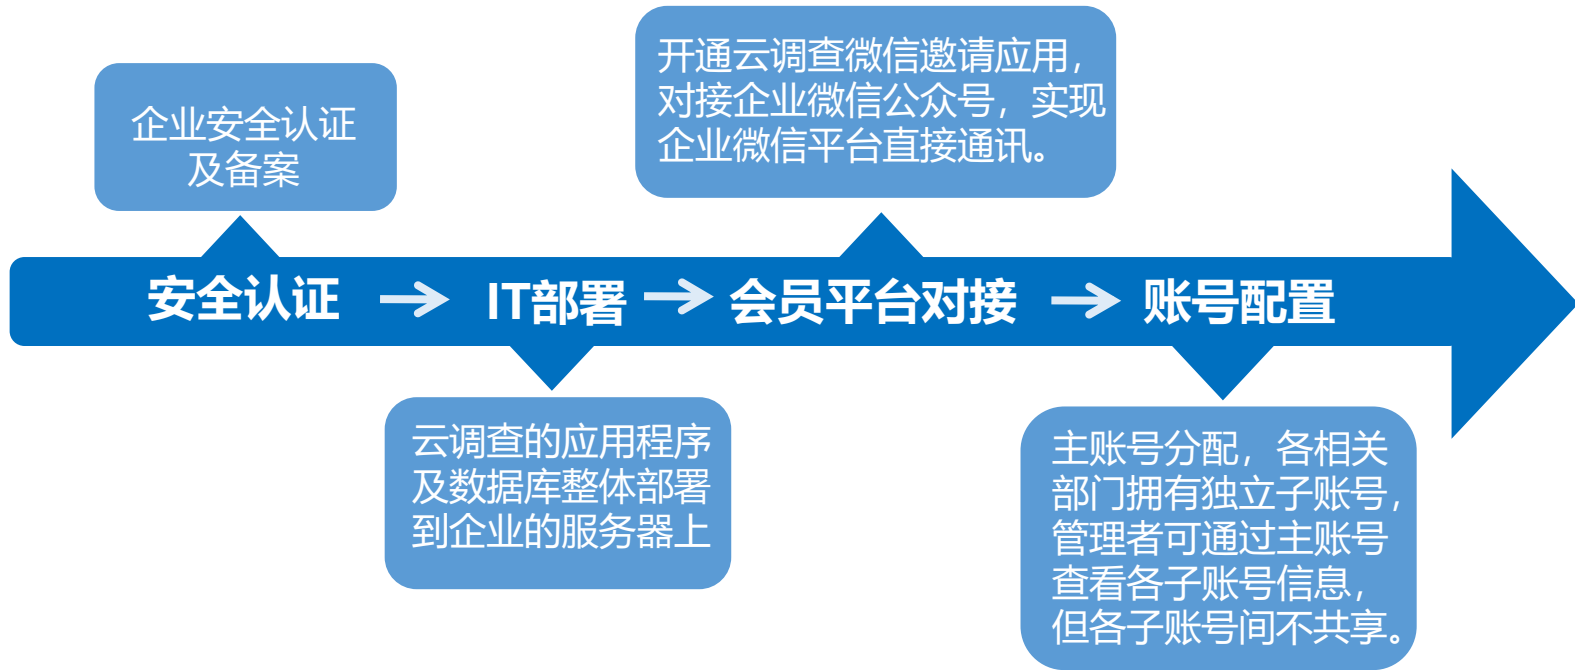 企业安全认证
及备案
开通云调查微信邀请应用，
对接企业微信公众号，实现
企业微信平台直接通讯。
安全认证 → IT部署 → 会员平台对接 → 账号配置
云调查的应用程序
及数据库整体部署
到企业的服务器上
主账号分配，各相关
部门拥有独立子账号，
管理者可通过主账号
查看各子账号信息，
但各子账号间不共享。